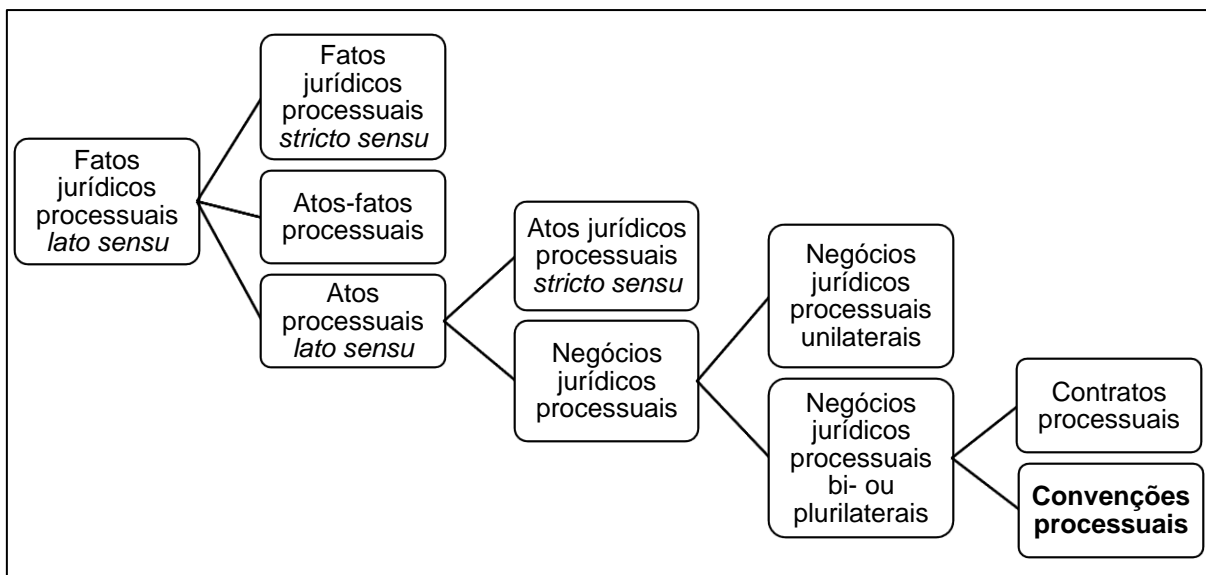 Fatos
jurídicos
processuais
lato sensu
Fatos
jurídicos
processuais
stricto sensu
Atos-fatos
processuais
Atos
processuais
lato sensu
Atos jurídicos
processuais
stricto sensu
Negócios
jurídicos
processuais
Negócios
jurídicos
processuais
unilaterais
Negócios
jurídicos
processuais
bi- ou
plurilaterais
Contratos
processuais
Convenções
processuais